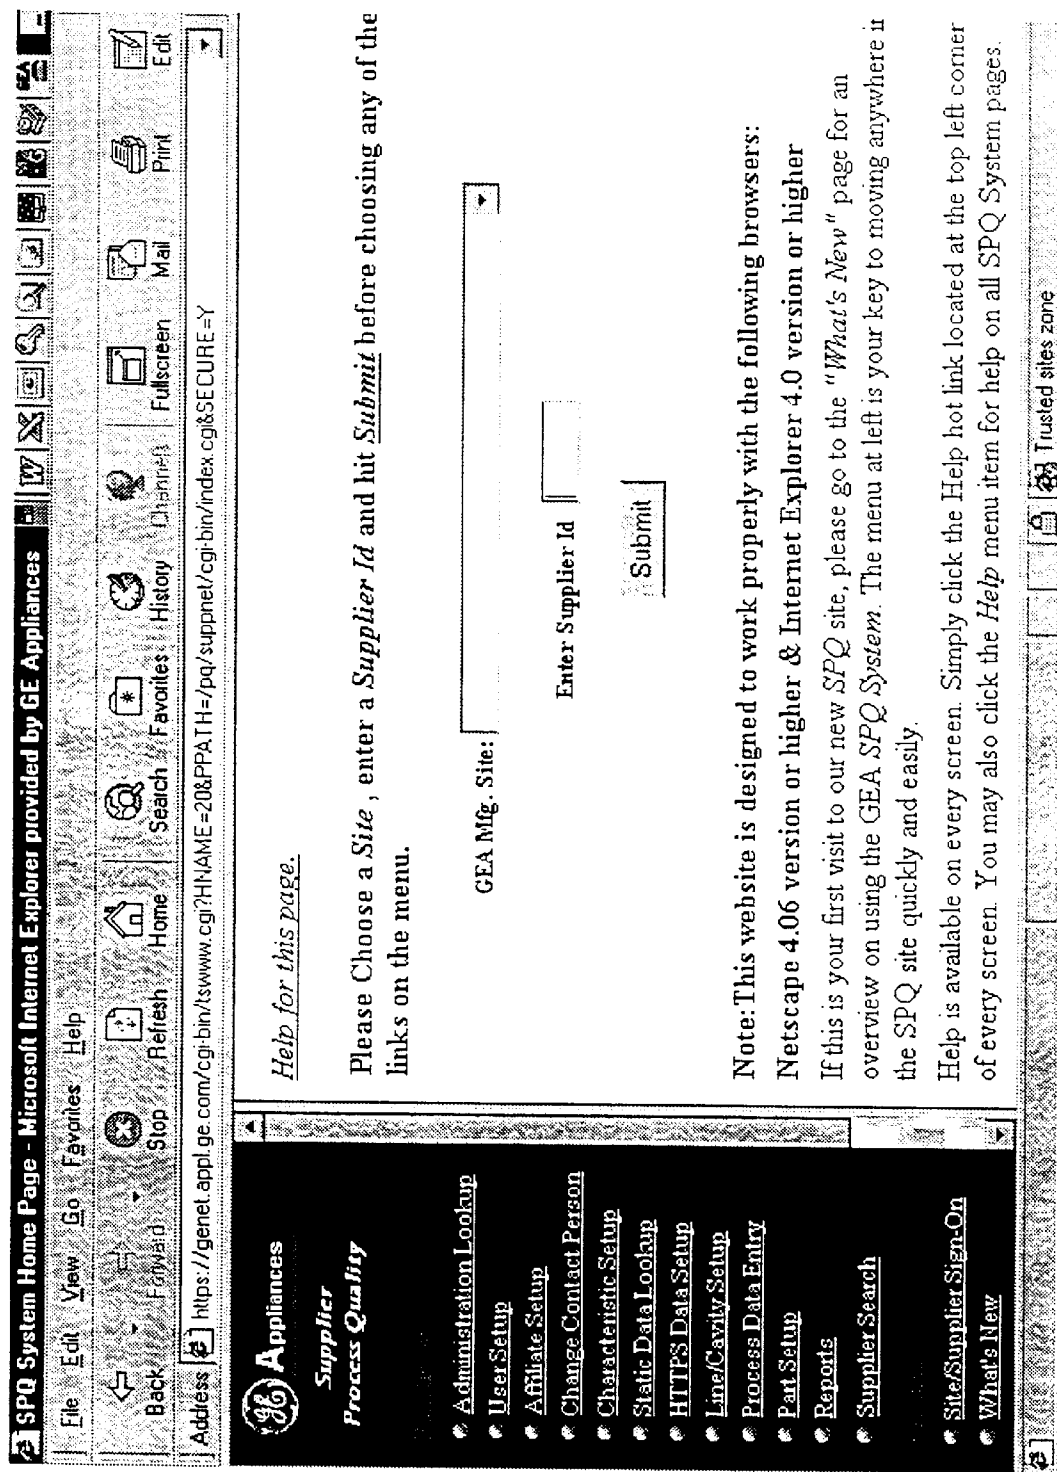 SPQ System Home Page - Microsoft Internet Explorer provided by GE Appliances
File Edit View Go Favorites Help
Back Forward Stop Refresh Home Search Favorites History Channels Fullscreen Mail Print Edit
Address https://genet.appl.ge.com/cgi-bin/tswww.cgi?HNAME=20&PPATH=/pq/suppnet/cgi-bin/index.cgi&SECURE=Y
GE Appliances
Supplier
Process Quality
Administration Lookup
User Setup
Affiliate Setup
Change Contact Person
Characteristic Setup
Static Data Lookup
HTTPS Data Setup
Line/Cavity Setup
Process Data Entry
Part Setup
Reports
Supplier Search
Site/Supplier Sign-On
What's New
Help for this page.
Please Choose a Site , enter a Supplier Id and hit Submit before choosing any of the
links on the menu.
GEA Mfg. Site:
Enter Supplier Id
Submit
Note: This website is designed to work properly with the following browsers:
Netscape 4.06 version or higher & Internet Explorer 4.0 version or higher
If this is your first visit to our new SPQ site, please go to the "What's New" page for an
overview on using the GEA SPQ System. The menu at left is your key to moving anywhere in
the SPQ site quickly and easily.
Help is available on every screen. Simply click the Help hot link located at the top left corner
of every screen. You may also click the Help menu item for help on all SPQ System pages.
Trusted sites zone